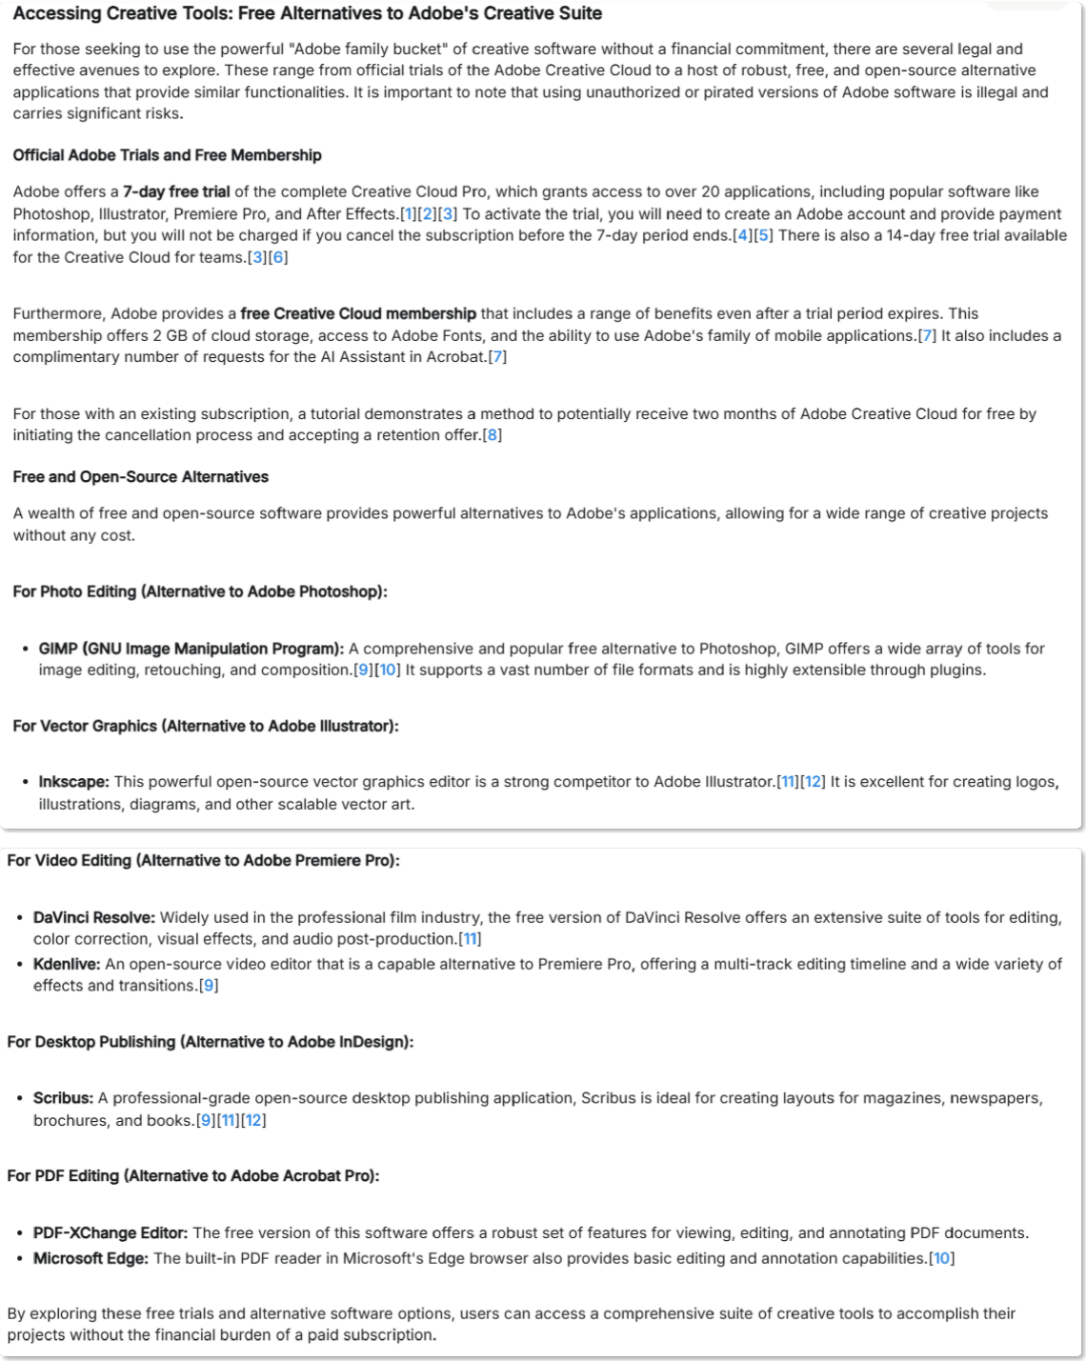 Accessing Creative Tools: Free Alternatives to Adobe's Creative Suite
For those seeking to use the powerful "Adobe family bucket" of creative software without a financial commitment, there are several legal and
effective avenues to explore. These range from official trials of the Adobe Creative Cloud to a host of robust, free, and open-source alternative
applications that provide similar functionalities. It is important to note that using unauthorized or pirated versions of Adobe software is illegal and
carries significant risks.
Official Adobe Trials and Free Membership
Adobe offers a 7-day free trial of the complete Creative Cloud Pro, which grants access to over 20 applications, including popular software like
Photoshop, Illustrator, Premiere Pro, and After Effects.[1][2][3] To activate the trial, you will need to create an Adobe account and provide payment
information, but you will not be charged if you cancel the subscription before the 7-day period ends.[4][5] There is also a 14-day free trial available
for the Creative Cloud for teams.[3][6]
Furthermore, Adobe provides a free Creative Cloud membership that includes a range of benefits even after a trial period expires. This
membership offers 2 GB of cloud storage, access to Adobe Fonts, and the ability to use Adobe's family of mobile applications.[7] It also includes a
complimentary number of requests for the AI Assistant in Acrobat.[7]
For those with an existing subscription, a tutorial demonstrates a method to potentially receive two months of Adobe Creative Cloud for free by
initiating the cancellation process and accepting a retention offer.[8]
Free and Open-Source Alternatives
A wealth of free and open-source software provides powerful alternatives to Adobe's applications, allowing for a wide range of creative projects
without any cost.
For Photo Editing (Alternative to Adobe Photoshop):
• GIMP (GNU Image Manipulation Program): A comprehensive and popular free alternative to Photoshop, GIMP offers a wide array of tools for
image editing, retouching, and composition.[9][10] It supports a vast number of file formats and is highly extensible through plugins.
For Vector Graphics (Alternative to Adobe Illustrator):
• Inkscape: This powerful open-source vector graphics editor is a strong competitor to Adobe Illustrator.[11][12] It is excellent for creating logos,
illustrations, diagrams, and other scalable vector art.
For Video Editing (Alternative to Adobe Premiere Pro):
• DaVinci Resolve: Widely used in the professional film industry, the free version of DaVinci Resolve offers an extensive suite of tools for editing,
color correction, visual effects, and audio post-production.[11]
• Kdenlive: An open-source video editor that is a capable alternative to Premiere Pro, offering a multi-track editing timeline and a wide variety of
effects and transitions.[9]
For Desktop Publishing (Alternative to Adobe InDesign):
• Scribus: A professional-grade open-source desktop publishing application, Scribus is ideal for creating layouts for magazines, newspapers,
brochures, and books.[9][11][12]
For PDF Editing (Alternative to Adobe Acrobat Pro):
• PDF-XChange Editor: The free version of this software offers a robust set of features for viewing, editing, and annotating PDF documents.
• Microsoft Edge: The built-in PDF reader in Microsoft's Edge browser also provides basic editing and annotation capabilities.[10]
By exploring these free trials and alternative software options, users can access a comprehensive suite of creative tools to accomplish their
projects without the financial burden of a paid subscription.